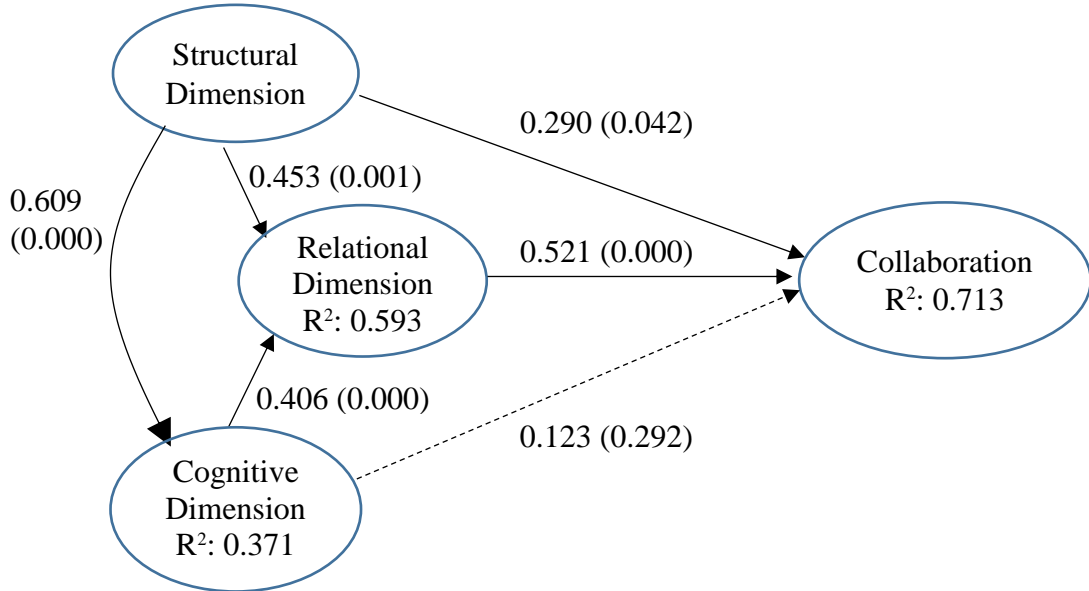 Structural
Dimension
0.290 (0.042)
0.453 (0.001)
0.609
(0.000)
Relational
Dimension
R²: 0.593
0.521 (0.000)
Collaboration
R²: 0.713
0.406 (0.000)
0.123 (0.292)
Cognitive
Dimension
R²: 0.371